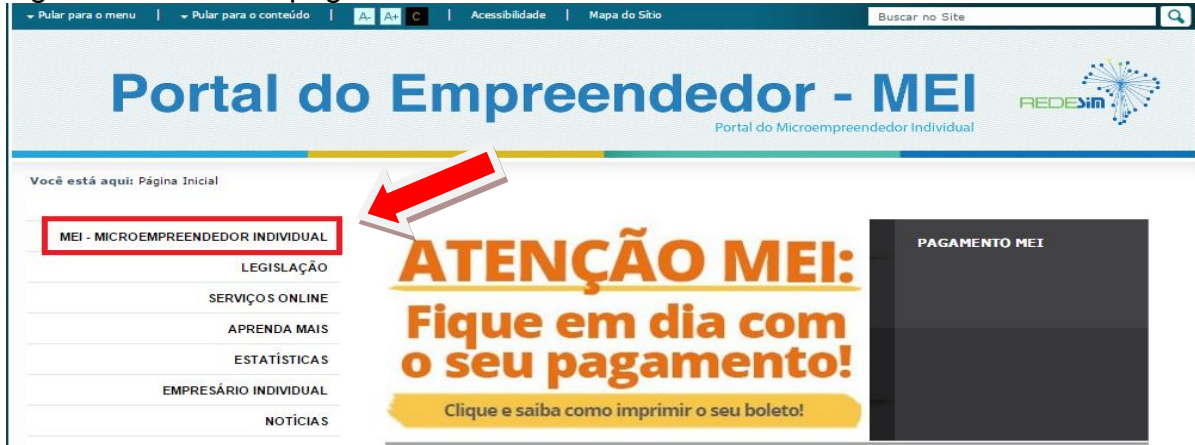 Pular para o menu | Pular para o conteúdo | A- A+ C | Acessibilidade | Mapa do Sítio
Buscar no Site
Portal do Empreendedor - MEI
Portal do Microempreendedor Individual
REDESim
Você está aqui: Página Inicial
MEI - MICROEMPREENDEDOR INDIVIDUAL
LEGISLAÇÃO
SERVIÇOS ONLINE
APRENDA MAIS
ESTATÍSTICAS
EMPRESÁRIO INDIVIDUAL
NOTÍCIAS
ATENÇÃO MEI:
Fique em dia com
o seu pagamento!
Clique e saiba como imprimir o seu boleto!
PAGAMENTO MEI